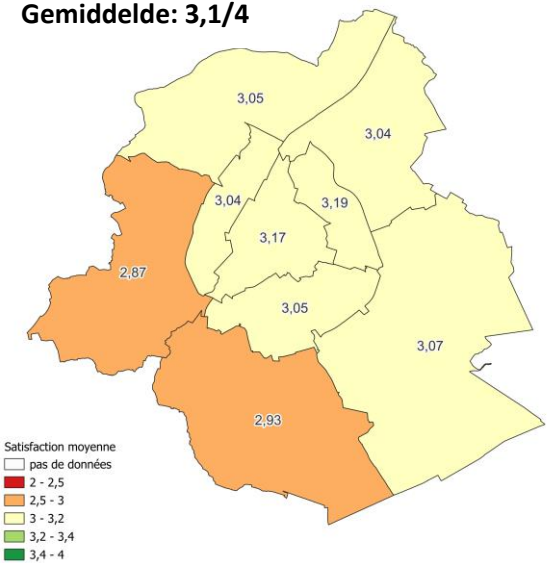 Gemiddelde: 3,1/4
3,05
3,04
3,04
3,19
3,17
2,87
3,05
3,07
2,93
Satisfaction moyenne
pas de données
2 - 2,5
2,5 - 3
3 - 3,2
3,2 - 3,4
3,4 - 4